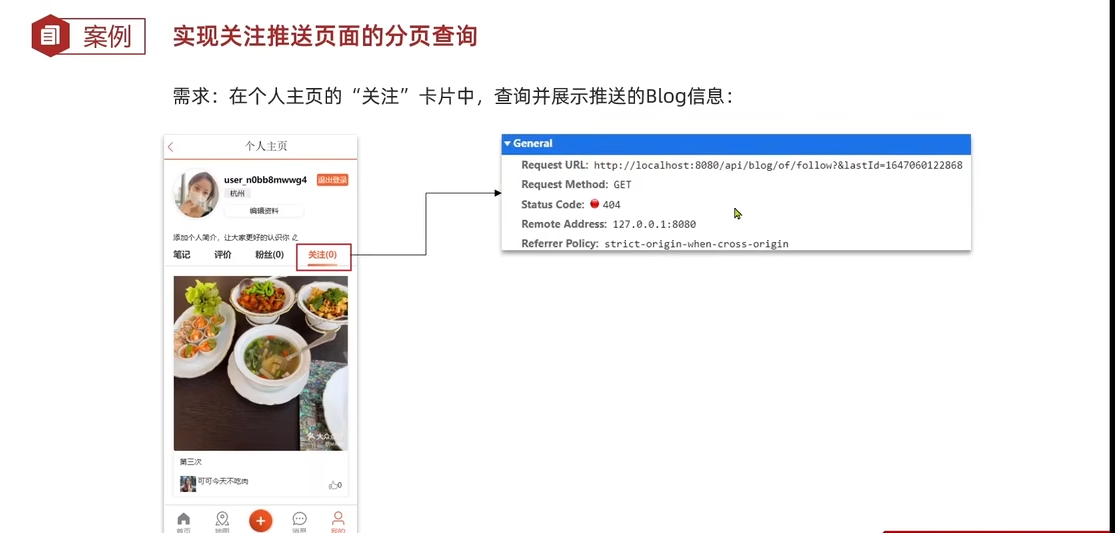 案例
实现关注推送页面的分页查询
需求：在个人主页的“关注”卡片中，查询并展示推送的Blog信息：
个人主页
user_n0bb8mwwg4
退出登录
杭州
编辑资料
添加个人简介，让大家更好的认识你
笔记 评价 粉丝(0) 关注(0)
第三次
可可今天不吃肉
0
首页 地图 消息 我的
General
Request URL: http://localhost:8080/api/blog/of/follow?&lastId=1647060122868
Request Method: GET
Status Code: 404
Remote Address: 127.0.0.1:8080
Referrer Policy: strict-origin-when-cross-origin